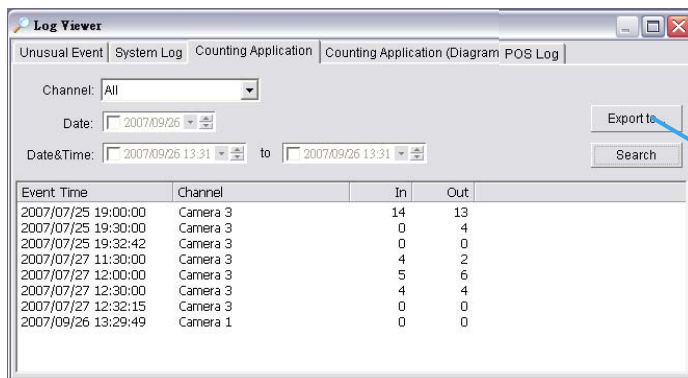 Log Viewer
Unusual Event System Log Counting Application Counting Application (Diagram POS Log
Channel: All
Date: 2007/09/26
Export to...
Date&Time: 2007/09/26 13:31 to 2007/09/26 13:31
Search
Event Time Channel In Out
2007/07/25 19:00:00 Camera 3 14 13
2007/07/25 19:30:00 Camera 3 0 4
2007/07/25 19:32:42 Camera 3 0 0
2007/07/27 11:30:00 Camera 3 4 2
2007/07/27 12:00:00 Camera 3 5 6
2007/07/27 12:30:00 Camera 3 4 4
2007/07/27 12:32:15 Camera 3 0 0
2007/09/26 13:29:49 Camera 1 0 0